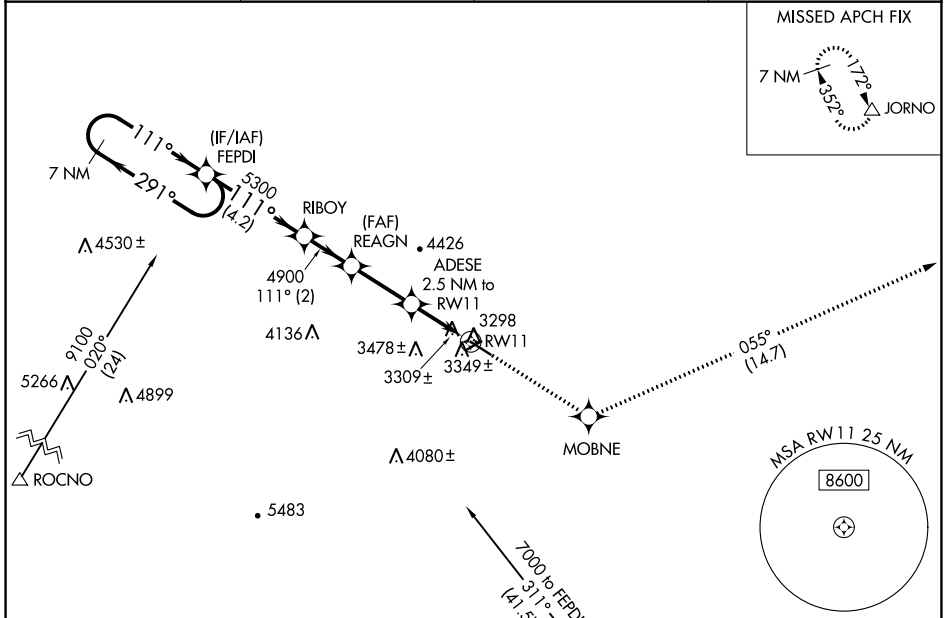 MISSED APCH FIX
7 NM
172°
352°
JORNO
111°
(IF/IAF)
FEPDI
7 NM
291°
5300
111°
(4.2)
RIBOY
(FAF)
REAGN
4426
4530 ±
ADESE
2.5 NM to
RW11
4900
111° (2)
4136
3298
RW11
3478 ±
3309 ±
3349 ±
055°
(14.7)
9100
020°
(24)
5266
4899
ROCNO
4080 ±
MOBNE
MSA RW11 25 NM
8600
5483
7000 to FEPDI
311°
(41.5)